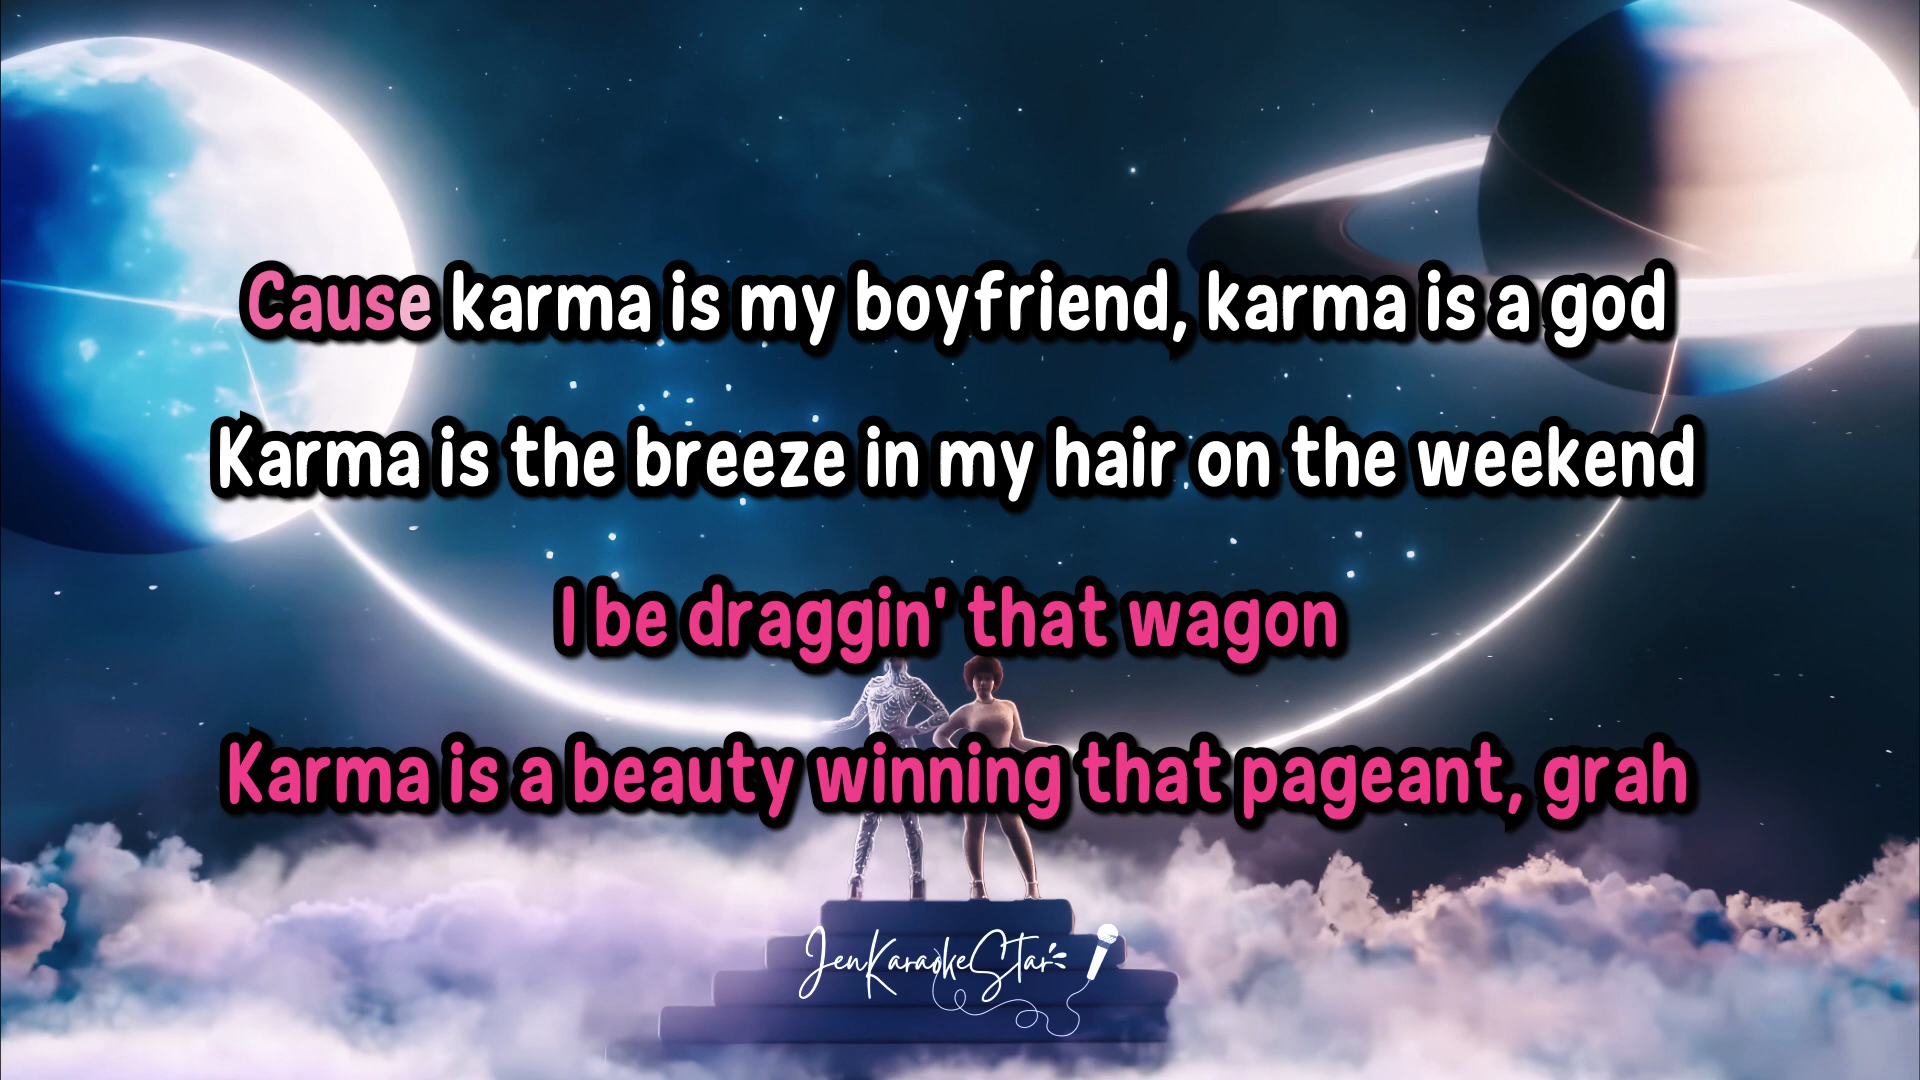 Cause karma is my boyfriend, karma is a god
Karma is the breeze in my hair on the weekend
I be draggin' that wagon
Karma is a beauty winning that pageant, grah
JenKaraokeStar